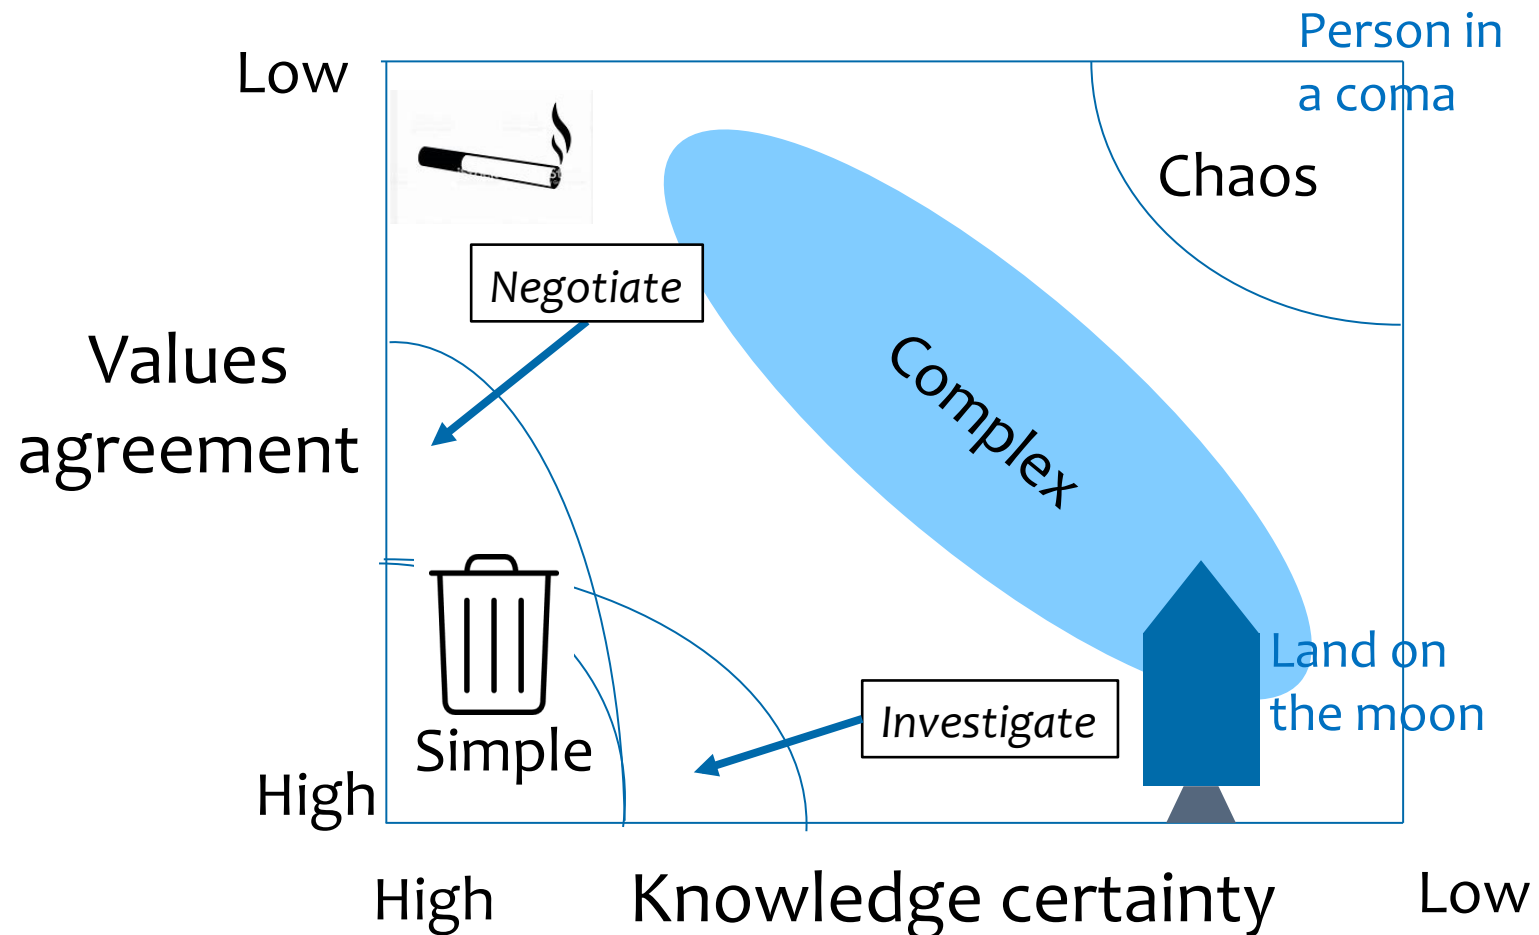 Person in
a coma
Low
Chaos
Negotiate
Values
agreement
Complex
Land on
the moon
Investigate
Simple
High
High
Knowledge certainty
Low